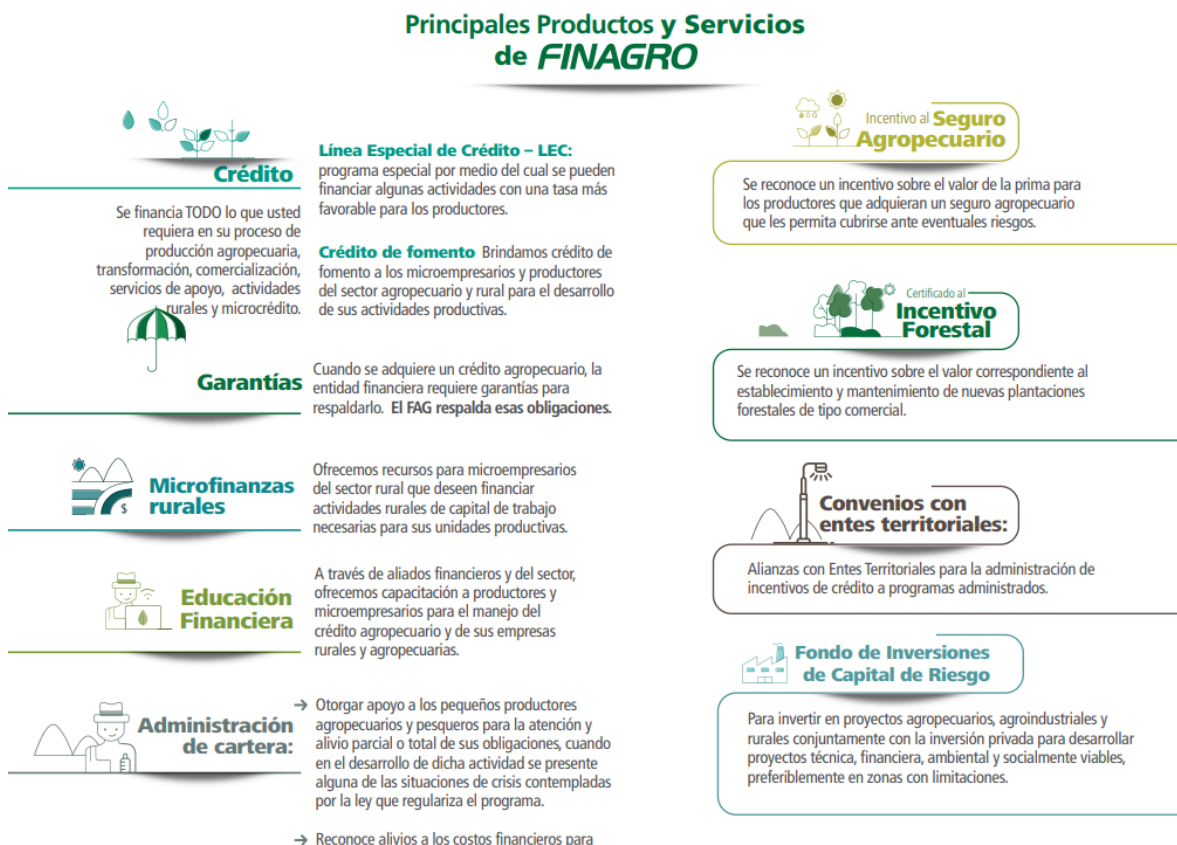 Principales Productos y Servicios
de FINAGRO
Crédito
Se financia TODO lo que usted
requiera en su proceso de
producción agropecuaria,
transformación, comercialización,
servicios de apoyo, actividades
rurales y microcrédito.
Línea Especial de Crédito – LEC:
programa especial por medio del cual se pueden
financiar algunas actividades con una tasa más
favorable para los productores.
Crédito de fomento Brindamos crédito de
fomento a los microempresarios y productores
del sector agropecuario y rural para el desarrollo
de sus actividades productivas.
Garantías
Cuando se adquiere un crédito agropecuario, la
entidad financiera requiere garantías para
respaldarlo. El FAG respalda esas obligaciones.
$
Microfinanzas
rurales
Ofrecemos recursos para microempresarios
del sector rural que deseen financiar
actividades rurales de capital de trabajo
necesarias para sus unidades productivas.
Educación
Financiera
A través de aliados financieros y del sector,
ofrecemos capacitación a productores y
microempresarios para el manejo del
crédito agropecuario y de sus empresas
rurales y agropecuarias.
Administración
de cartera:
→ Otorgar apoyo a los pequeños productores
agropecuarios y pesqueros para la atención y
alivio parcial o total de sus obligaciones, cuando
en el desarrollo de dicha actividad se presente
alguna de las situaciones de crisis contempladas
por la ley que regulariza el programa.
→ Reconoce alivios a los costos financieros para
Incentivo al Seguro
Agropecuario
Se reconoce un incentivo sobre el valor de la prima para
los productores que adquieran un seguro agropecuario
que les permita cubrirse ante eventuales riesgos.
Certificado al
Incentivo
Forestal
Se reconoce un incentivo sobre el valor correspondiente al
establecimiento y mantenimiento de nuevas plantaciones
forestales de tipo comercial.
Convenios con
entes territoriales:
Alianzas con Entes Territoriales para la administración de
incentivos de crédito a programas administrados.
Fondo de Inversiones
de Capital de Riesgo
Para invertir en proyectos agropecuarios, agroindustriales y
rurales conjuntamente con la inversión privada para desarrollar
proyectos técnica, financiera, ambiental y socialmente viables,
preferiblemente en zonas con limitaciones.